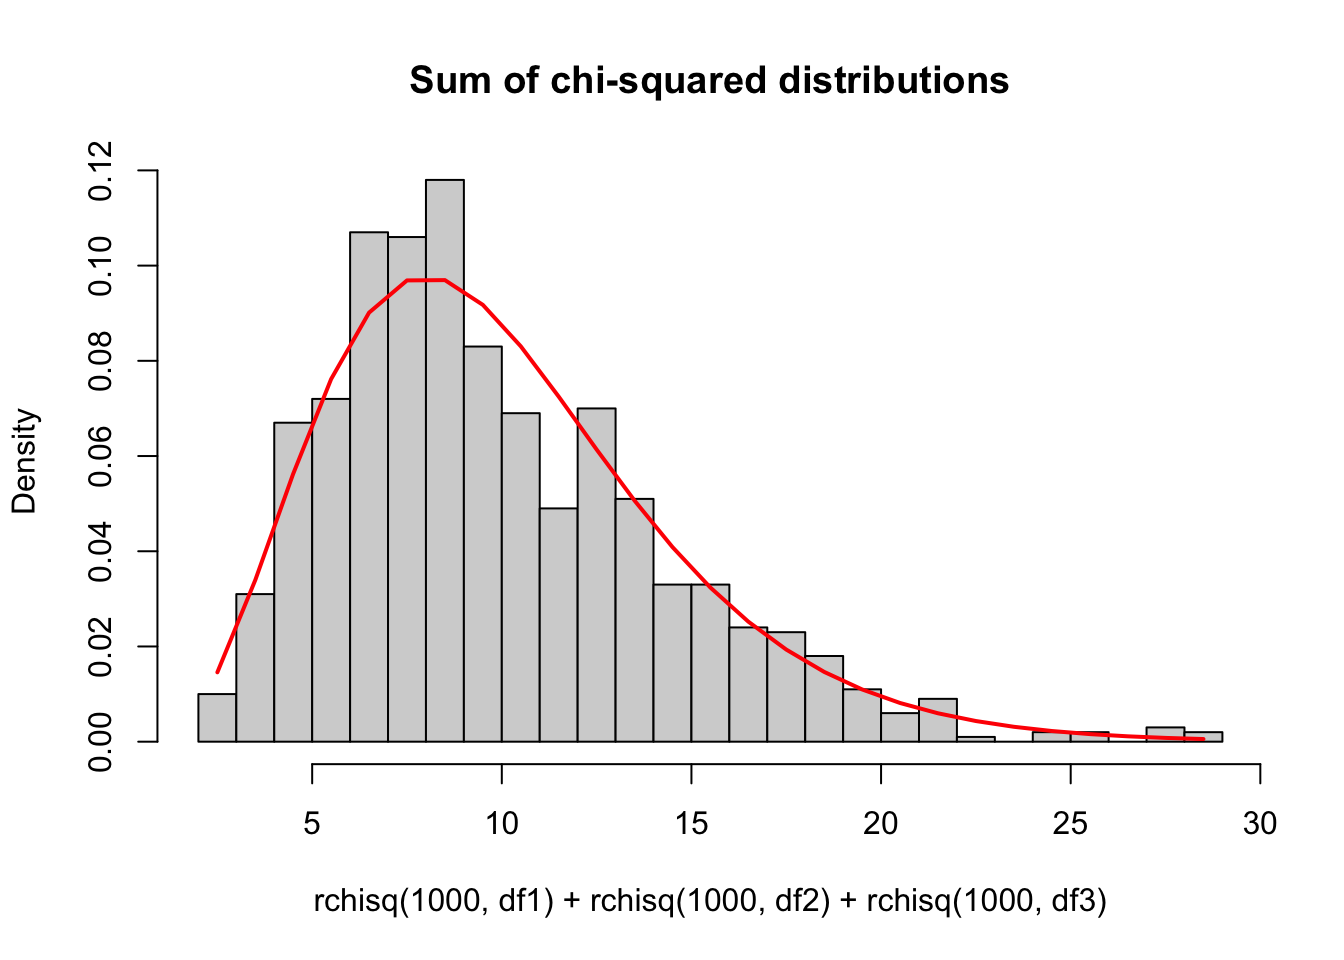 Sum of chi-squared distributions
Density
0.12
0.10
0.08
0.06
0.04
0.02
0.00
5 10 15 20 25 30
rchisq(1000, df1) + rchisq(1000, df2) + rchisq(1000, df3)